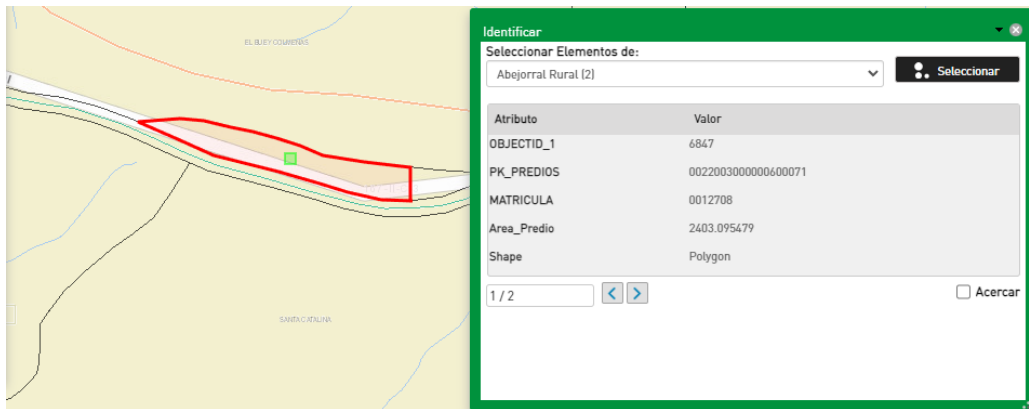 EL BUEY COLMENAS
SANTA CATALINA
Identificar
Seleccionar Elementos de:
Abejorral Rural (2)
Seleccionar
Atributo Valor
OBJECTID_1 6847
PK_PREDIOS 0022003000000600071
MATRICULA 0012708
Area_Predio 2403.095479
Shape Polygon
1 / 2
Acercar